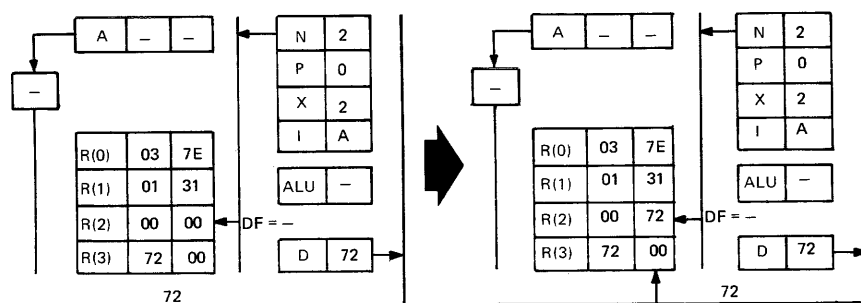 A – –
N 2
–
P 0
X 2
I A
R(0) 03 7E
R(1) 01 31
ALU –
R(2) 00 00
DF = –
R(3) 72 00
D 72
72
A – –
N 2
–
P 0
X 2
I A
R(0) 03 7E
R(1) 01 31
ALU –
R(2) 00 72
DF = –
R(3) 72 00
D 72
72